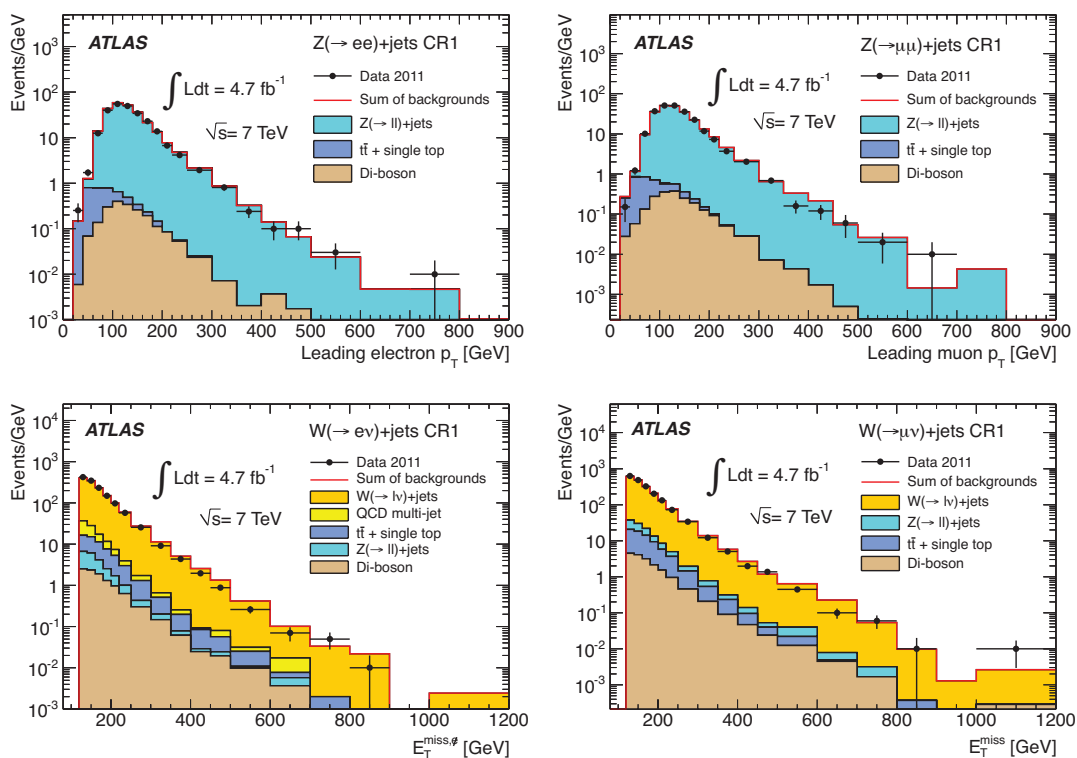 Events/GeV
ATLAS
Z(→ ee)+jets CR1
∫ Ldt = 4.7 fb⁻¹
√s = 7 TeV
Data 2011
Sum of backgrounds
Z(→ ll)+jets
tt̄ + single top
Di-boson
10³
10²
10
1
10⁻¹
10⁻²
10⁻³
0 100 200 300 400 500 600 700 800 900
Leading electron p_T [GeV]
Events/GeV
ATLAS
Z(→μμ)+jets CR1
∫ Ldt = 4.7 fb⁻¹
√s = 7 TeV
Data 2011
Sum of backgrounds
Z(→ ll)+jets
tt̄ + single top
Di-boson
10³
10²
10
1
10⁻¹
10⁻²
10⁻³
0 100 200 300 400 500 600 700 800 900
Leading muon p_T [GeV]
Events/GeV
ATLAS
W(→ eν)+jets CR1
∫ Ldt = 4.7 fb⁻¹
√s = 7 TeV
Data 2011
Sum of backgrounds
W(→ lν)+jets
QCD multi-jet
tt̄ + single top
Z(→ ll)+jets
Di-boson
10⁴
10³
10²
10
1
10⁻¹
10⁻²
10⁻³
200 400 600 800 1000 1200
E_T^{miss,e̸} [GeV]
Events/GeV
ATLAS
W(→μν)+jets CR1
∫ Ldt = 4.7 fb⁻¹
√s = 7 TeV
Data 2011
Sum of backgrounds
W(→ lν)+jets
Z(→ ll)+jets
tt̄ + single top
Di-boson
10⁴
10³
10²
10
1
10⁻¹
10⁻²
10⁻³
200 400 600 800 1000 1200
E_T^{miss} [GeV]